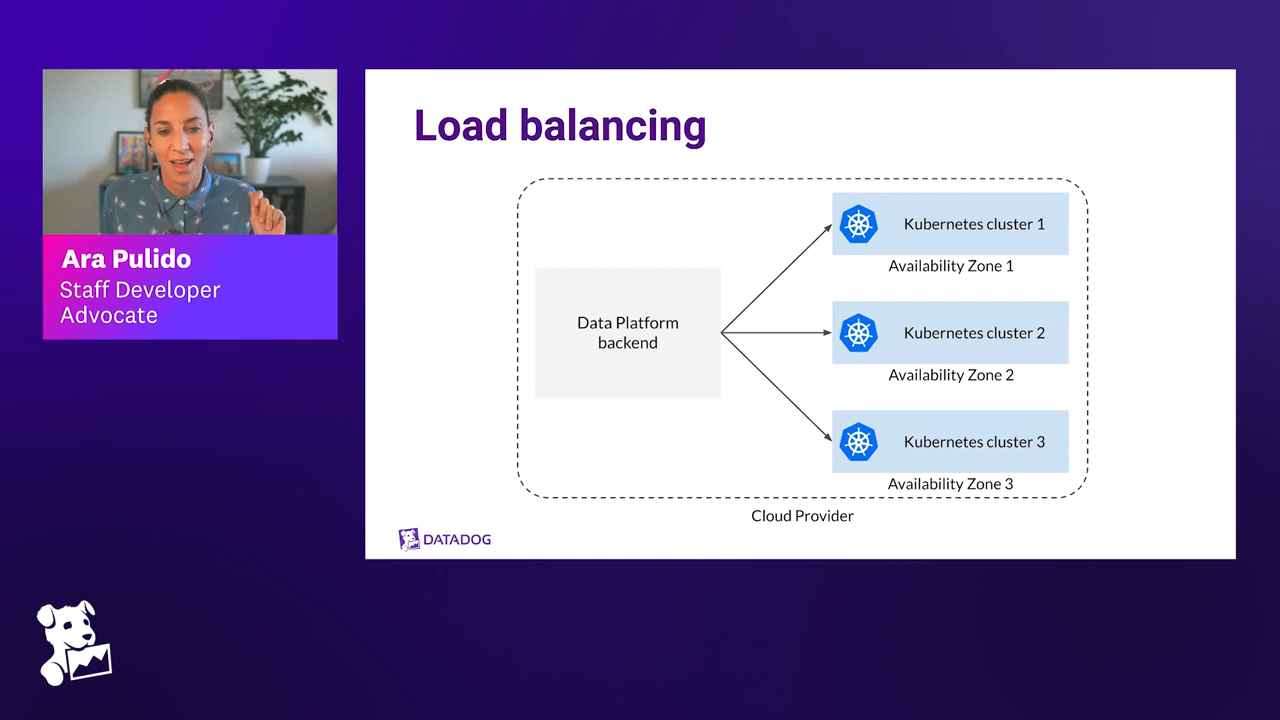 Ara Pulido
Staff Developer
Advocate
Load balancing
Data Platform
backend
Kubernetes cluster 1
Availability Zone 1
Kubernetes cluster 2
Availability Zone 2
Kubernetes cluster 3
Availability Zone 3
Cloud Provider
DATADOG